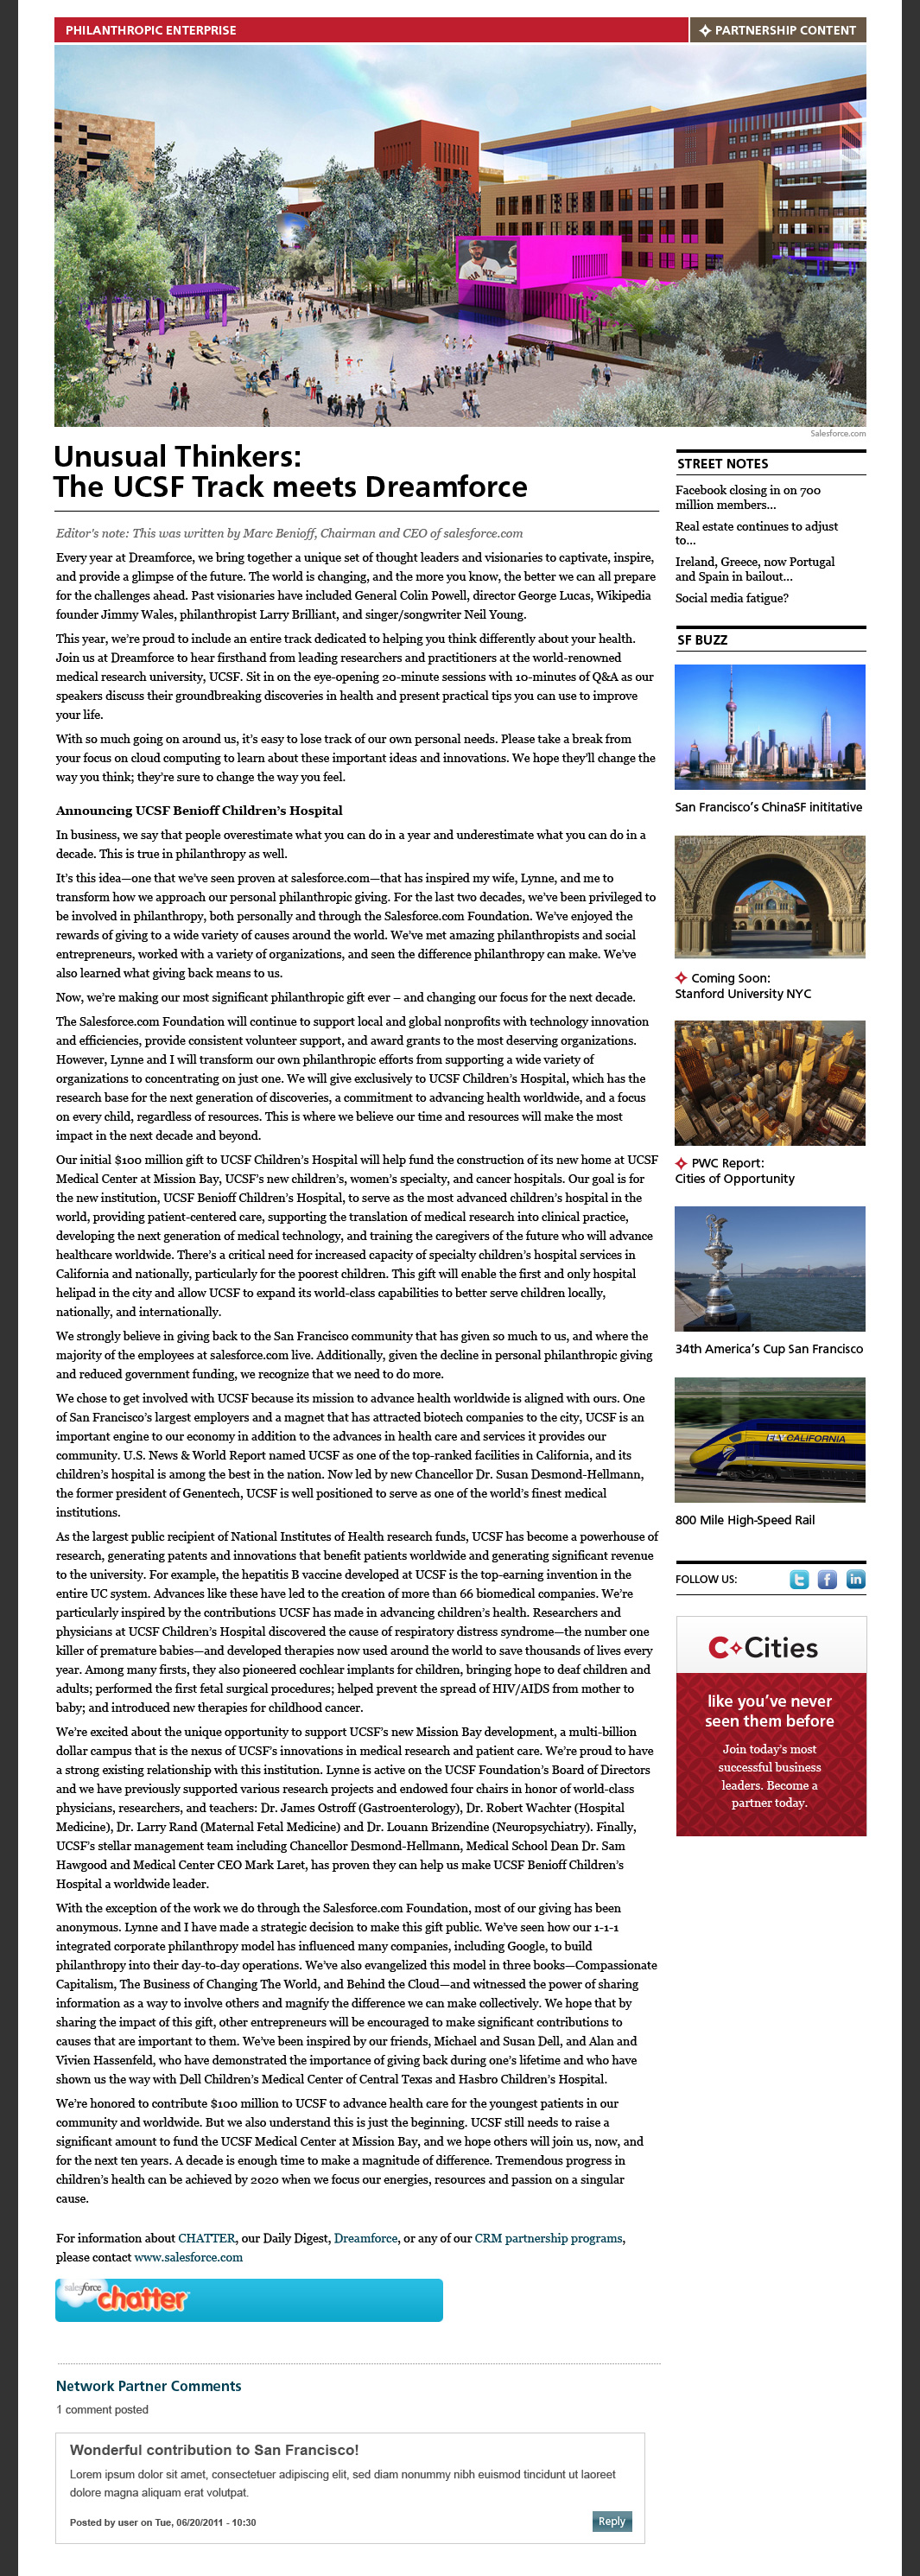 PHILANTHROPIC ENTERPRISE
PARTNERSHIP CONTENT
Salesforce.com
Unusual Thinkers:
The UCSF Track meets Dreamforce
Editor's note: This was written by Marc Benioff, Chairman and CEO of salesforce.com
Every year at Dreamforce, we bring together a unique set of thought leaders and visionaries to captivate, inspire,
and provide a glimpse of the future. The world is changing, and the more you know, the better we can all prepare
for the challenges ahead. Past visionaries have included General Colin Powell, director George Lucas, Wikipedia
founder Jimmy Wales, philanthropist Larry Brilliant, and singer/songwriter Neil Young.
This year, we're proud to include an entire track dedicated to helping you think differently about your health.
Join us at Dreamforce to hear firsthand from leading researchers and practitioners at the world-renowned
medical research university, UCSF. Sit in on the eye-opening 20-minute sessions with 10-minutes of Q&A as our
speakers discuss their groundbreaking discoveries in health and present practical tips you can use to improve
your life.
With so much going on around us, it's easy to lose track of our own personal needs. Please take a break from
your focus on cloud computing to learn about these important ideas and innovations. We hope they'll change the
way you think; they're sure to change the way you feel.
Announcing UCSF Benioff Children's Hospital
In business, we say that people overestimate what you can do in a year and underestimate what you can do in a
decade. This is true in philanthropy as well.
It's this idea—one that we've seen proven at salesforce.com—that has inspired my wife, Lynne, and me to
transform how we approach our personal philanthropic giving. For the last two decades, we've been privileged to
be involved in philanthropy, both personally and through the Salesforce.com Foundation. We've enjoyed the
rewards of giving to a wide variety of causes around the world. We've met amazing philanthropists and social
entrepreneurs, worked with a variety of organizations, and seen the difference philanthropy can make. We've
also learned what giving back means to us.
Now, we're making our most significant philanthropic gift ever – and changing our focus for the next decade.
The Salesforce.com Foundation will continue to support local and global nonprofits with technology innovation
and efficiencies, provide consistent volunteer support, and award grants to the most deserving organizations.
However, Lynne and I will transform our own philanthropic efforts from supporting a wide variety of
organizations to concentrating on just one. We will give exclusively to UCSF Children's Hospital, which has the
research base for the next generation of discoveries, a commitment to advancing health worldwide, and a focus
on every child, regardless of resources. This is where we believe our time and resources will make the most
impact in the next decade and beyond.
Our initial $100 million gift to UCSF Children's Hospital will help fund the construction of its new home at UCSF
Medical Center at Mission Bay, UCSF's new children's, women's specialty, and cancer hospitals. Our goal is for
the new institution, UCSF Benioff Children's Hospital, to serve as the most advanced children's hospital in the
world, providing patient-centered care, supporting the translation of medical research into clinical practice,
developing the next generation of medical technology, and training the caregivers of the future who will advance
healthcare worldwide. There's a critical need for increased capacity of specialty children's hospital services in
California and nationally, particularly for the poorest children. This gift will enable the first and only hospital
helipad in the city and allow UCSF to expand its world-class capabilities to better serve children locally,
nationally, and internationally.
We strongly believe in giving back to the San Francisco community that has given so much to us, and where the
majority of the employees at salesforce.com live. Additionally, given the decline in personal philanthropic giving
and reduced government funding, we recognize that we need to do more.
We chose to get involved with UCSF because its mission to advance health worldwide is aligned with ours. One
of San Francisco's largest employers and a magnet that has attracted biotech companies to the city, UCSF is an
important engine to our economy in addition to the advances in health care and services it provides our
community. U.S. News & World Report named UCSF as one of the top-ranked facilities in California, and its
children's hospital is among the best in the nation. Now led by new Chancellor Dr. Susan Desmond-Hellmann,
the former president of Genentech, UCSF is well positioned to serve as one of the world's finest medical
institutions.
As the largest public recipient of National Institutes of Health research funds, UCSF has become a powerhouse of
research, generating patents and innovations that benefit patients worldwide and generating significant revenue
to the university. For example, the hepatitis B vaccine developed at UCSF is the top-earning invention in the
entire UC system. Advances like these have led to the creation of more than 66 biomedical companies. We're
particularly inspired by the contributions UCSF has made in advancing children's health. Researchers and
physicians at UCSF Children's Hospital discovered the cause of respiratory distress syndrome—the number one
killer of premature babies—and developed therapies now used around the world to save thousands of lives every
year. Among many firsts, they also pioneered cochlear implants for children, bringing hope to deaf children and
adults; performed the first fetal surgical procedures; helped prevent the spread of HIV/AIDS from mother to
baby; and introduced new therapies for childhood cancer.
We're excited about the unique opportunity to support UCSF's new Mission Bay development, a multi-billion
dollar campus that is the nexus of UCSF's innovations in medical research and patient care. We're proud to have
a strong existing relationship with this institution. Lynne is active on the UCSF Foundation's Board of Directors
and we have previously supported various research projects and endowed four chairs in honor of world-class
physicians, researchers, and teachers: Dr. James Ostroff (Gastroenterology), Dr. Robert Wachter (Hospital
Medicine), Dr. Larry Rand (Maternal Fetal Medicine) and Dr. Louann Brizendine (Neuropsychiatry). Finally,
UCSF's stellar management team including Chancellor Desmond-Hellmann, Medical School Dean Dr. Sam
Hawgood and Medical Center CEO Mark Laret, has proven they can help us make UCSF Benioff Children's
Hospital a worldwide leader.
With the exception of the work we do through the Salesforce.com Foundation, most of our giving has been
anonymous. Lynne and I have made a strategic decision to make this gift public. We've seen how our 1-1-1
integrated corporate philanthropy model has influenced many companies, including Google, to build
philanthropy into their day-to-day operations. We've also evangelized this model in three books—Compassionate
Capitalism, The Business of Changing The World, and Behind the Cloud—and witnessed the power of sharing
information as a way to involve others and magnify the difference we can make collectively. We hope that by
sharing the impact of this gift, other entrepreneurs will be encouraged to make significant contributions to
causes that are important to them. We've been inspired by our friends, Michael and Susan Dell, and Alan and
Vivien Hassenfeld, who have demonstrated the importance of giving back during one's lifetime and who have
shown us the way with Dell Children's Medical Center of Central Texas and Hasbro Children's Hospital.
We're honored to contribute $100 million to UCSF to advance health care for the youngest patients in our
community and worldwide. But we also understand this is just the beginning. UCSF still needs to raise a
significant amount to fund the UCSF Medical Center at Mission Bay, and we hope others will join us, now, and
for the next ten years. A decade is enough time to make a magnitude of difference. Tremendous progress in
children's health can be achieved by 2020 when we focus our energies, resources and passion on a singular
cause.
For information about CHATTER, our Daily Digest, Dreamforce, or any of our CRM partnership programs,
please contact www.salesforce.com
salesforce
chatter
Network Partner Comments
1 comment posted
Wonderful contribution to San Francisco!
Lorem ipsum dolor sit amet, consectetuer adipiscing elit, sed diam nonummy nibh euismod tincidunt ut laoreet
dolore magna aliquam erat volutpat.
Posted by user on Tue, 06/20/2011 - 10:30
Reply
STREET NOTES
Facebook closing in on 700
million members...
Real estate continues to adjust
to...
Ireland, Greece, now Portugal
and Spain in bailout...
Social media fatigue?
SF BUZZ
San Francisco's ChinaSF inititative
Coming Soon:
Stanford University NYC
PWC Report:
Cities of Opportunity
34th America's Cup San Francisco
FLY CALIFORNIA
800 Mile High-Speed Rail
FOLLOW US:
C Cities
like you've never
seen them before
Join today's most
successful business
leaders. Become a
partner today.